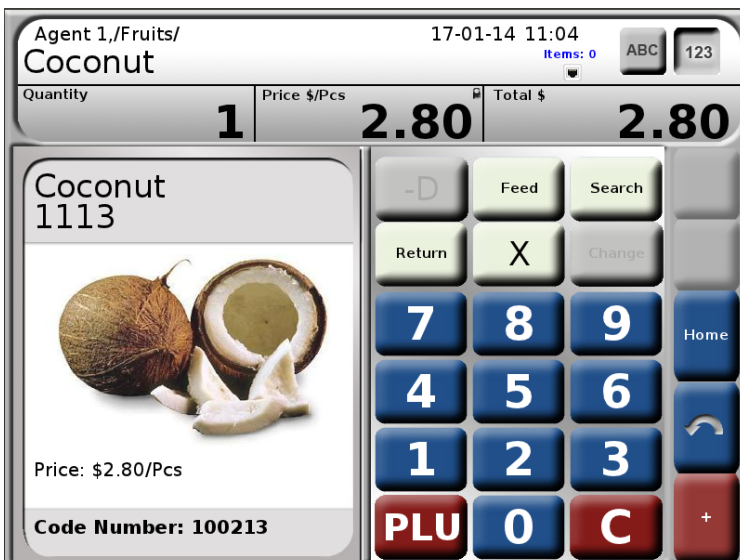 Agent 1,/Fruits/
17-01-14 11:04
Coconut
Items: 0
ABC
123
Quantity
1
Price $/Pcs
2.80
Total $
2.80
Coconut
1113
Price: $2.80/Pcs
Code Number: 100213
-D
Feed
Search
Return
X
Change
7
8
9
Home
4
5
6
1
2
3
PLU
0
C
+